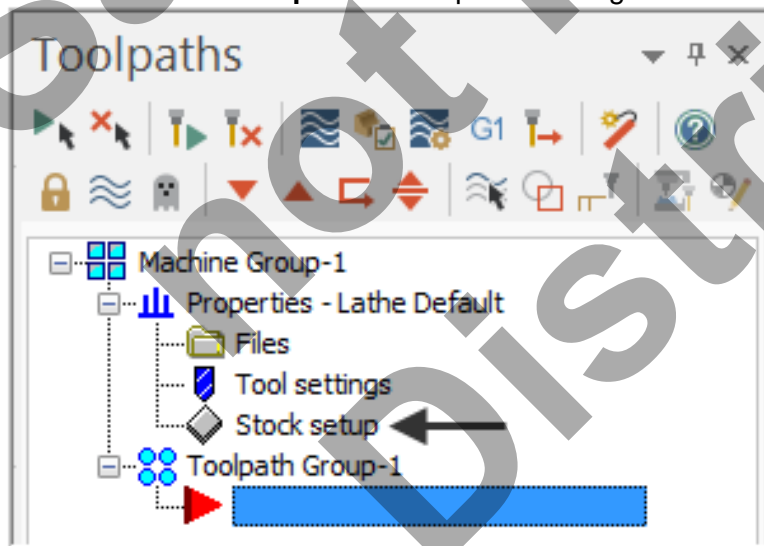 Toolpaths
G1
Machine Group-1
Properties - Lathe Default
Files
Tool settings
Stock setup
Toolpath Group-1